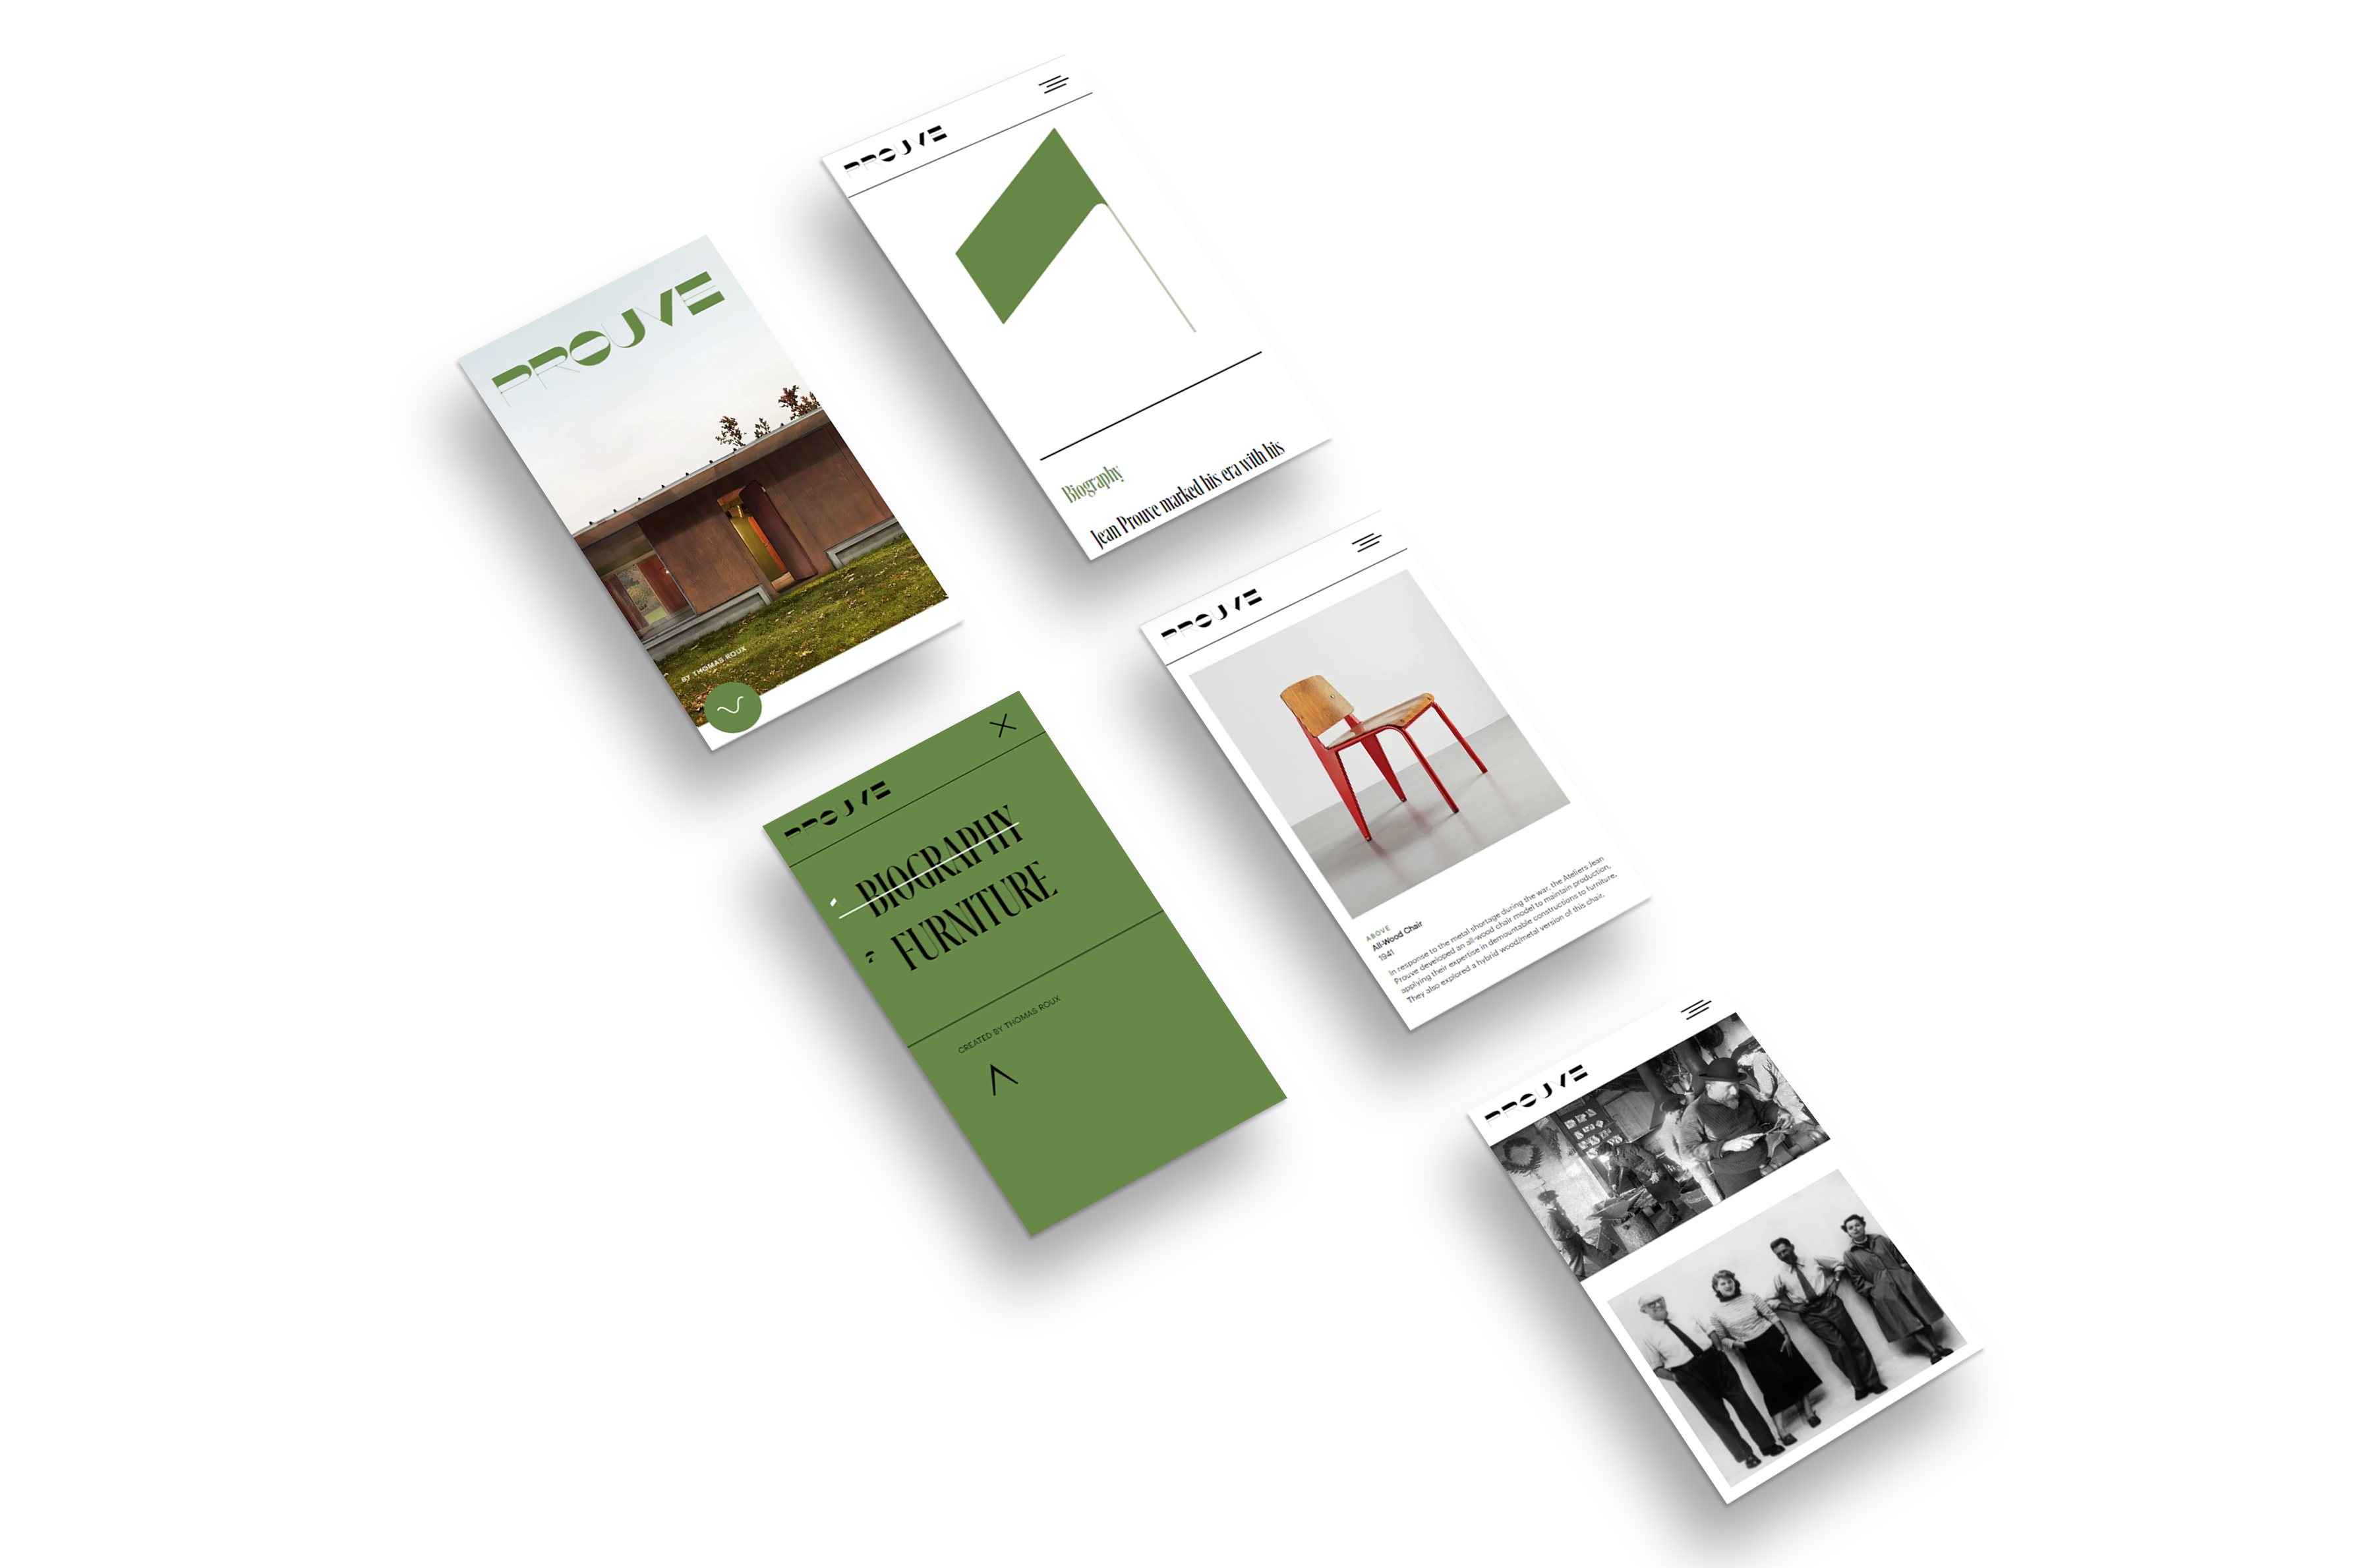 PROUVE
BY THOMAS ROUX
PROUVE
Biography
Jean Prouve marked his era with his
PROUVE
1 BIOGRAPHY
2 FURNITURE
CREATED BY THOMAS ROUX
PROUVE
ABOVE
All-Wood Chair
1941
In response to the metal shortage during the war, the Ateliers Jean
Prouve developed an all-wood chair model to maintain production,
applying their expertise in demountable constructions to furniture.
They also explored a hybrid wood/metal version of this chair.
PROUVE